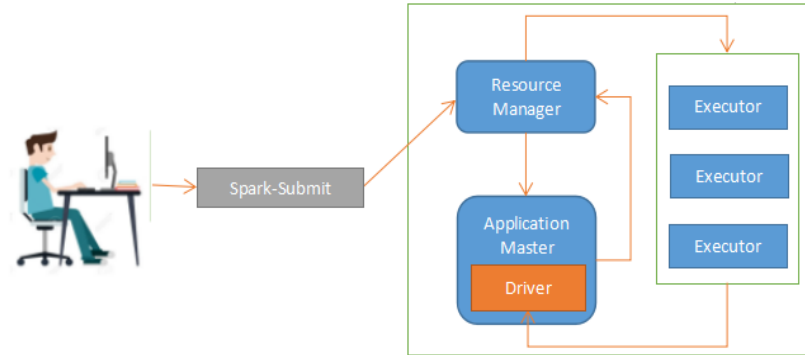 Resource
Manager
Executor
Spark-Submit
Executor
Application
Master
Executor
Driver